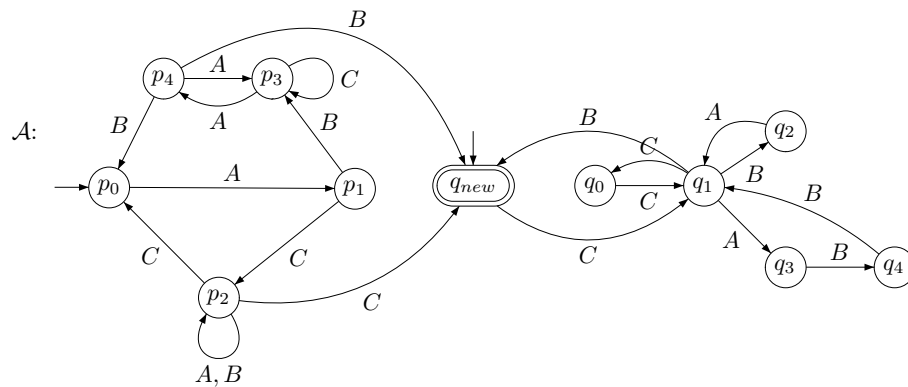 B
p₄ A p₃ C
A
B B
𝒜:
p₀ A p₁
C C
p₂ C
A, B
q_new
B
C
q₀ C q₁
A q₂
B
B
A
q₃ B q₄
C